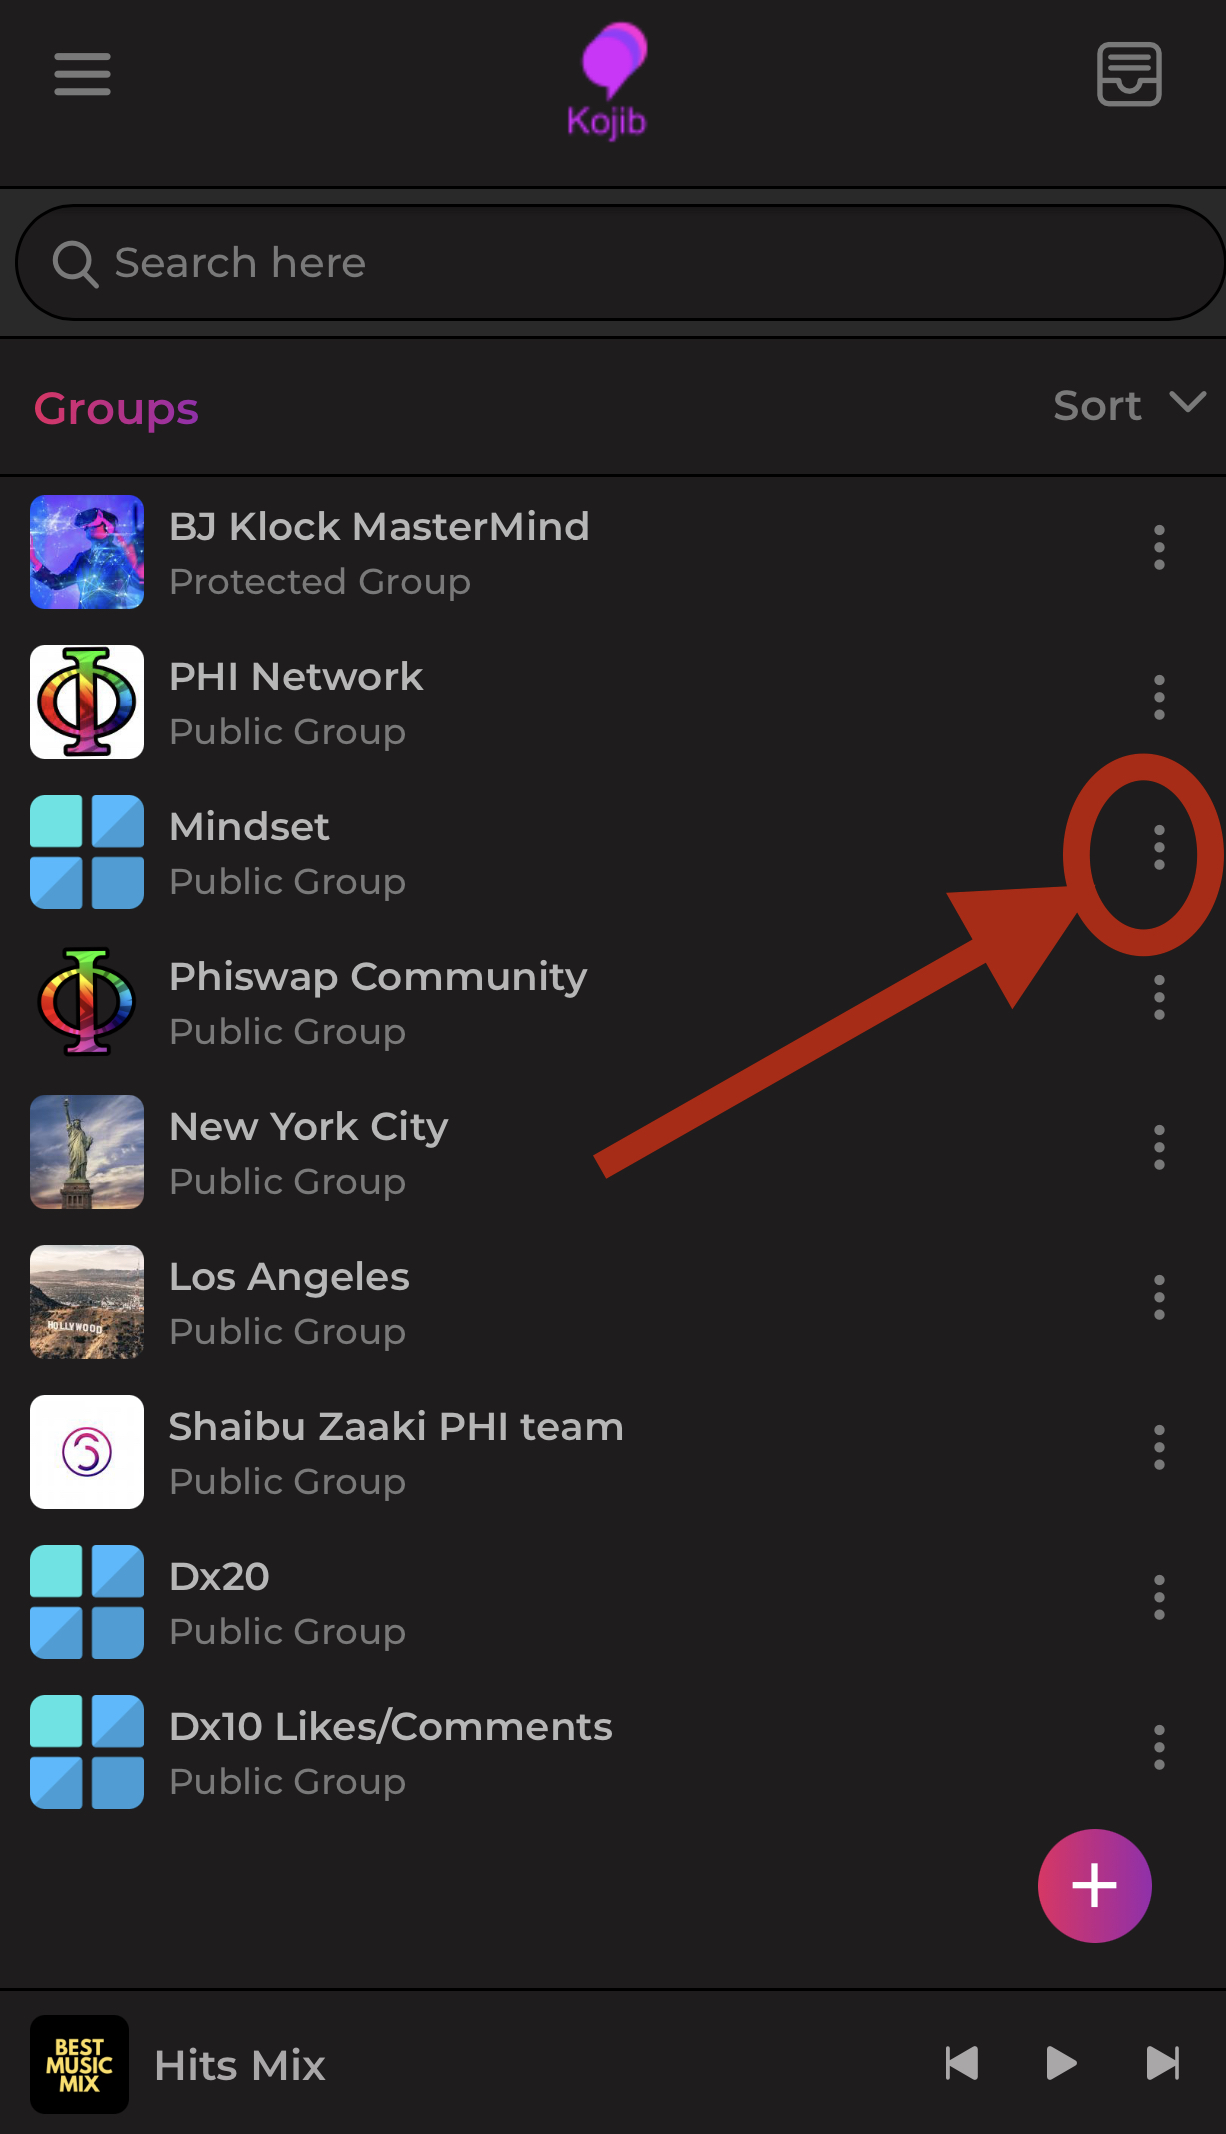 Kojib
Search here
Groups
Sort
BJ Klock MasterMind
Protected Group
PHI Network
Public Group
Mindset
Public Group
Phiswap Community
Public Group
New York City
Public Group
Los Angeles
Public Group
HOLLYWOOD
Shaibu Zaaki PHI team
Public Group
Dx20
Public Group
Dx10 Likes/Comments
Public Group
BEST
MUSIC
MIX
Hits Mix